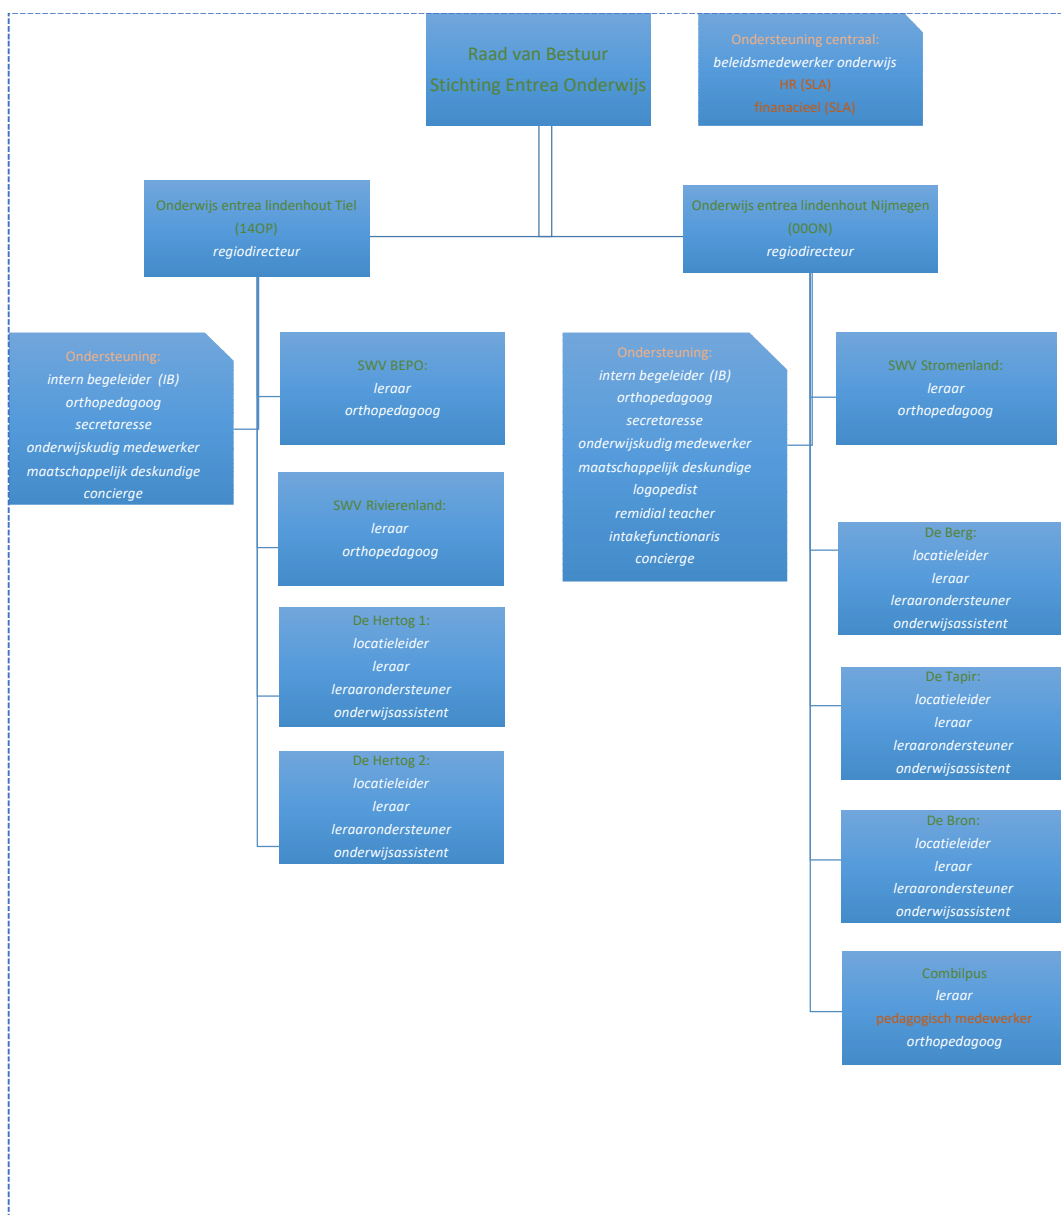 Raad van Bestuur
Stichting Entrea Onderwijs
Ondersteuning centraal:
beleidsmedewerker onderwijs
HR (SLA)
finanacieel (SLA)
Onderwijs entrea lindenhout Tiel
(14OP)
regiodirecteur
Onderwijs entrea lindenhout Nijmegen
(00ON)
regiodirecteur
Ondersteuning:
intern begeleider (IB)
orthopedagoog
secretaresse
onderwijskudig medewerker
maatschappelijk deskundige
concierge
SWV BEPO:
leraar
orthopedagoog
SWV Rivierenland:
leraar
orthopedagoog
De Hertog 1:
locatieleider
leraar
leraarondersteuner
onderwijsassistent
De Hertog 2:
locatieleider
leraar
leraarondersteuner
onderwijsassistent
Ondersteuning:
intern begeleider (IB)
orthopedagoog
secretaresse
onderwijskudig medewerker
maatschappelijk deskundige
logopedist
remidial teacher
intakefunctionaris
concierge
SWV Stromenland:
leraar
orthopedagoog
De Berg:
locatieleider
leraar
leraarondersteuner
onderwijsassistent
De Tapir:
locatieleider
leraar
leraarondersteuner
onderwijsassistent
De Bron:
locatieleider
leraar
leraarondersteuner
onderwijsassistent
Combilpus
leraar
pedagogisch medewerker
orthopedagoog